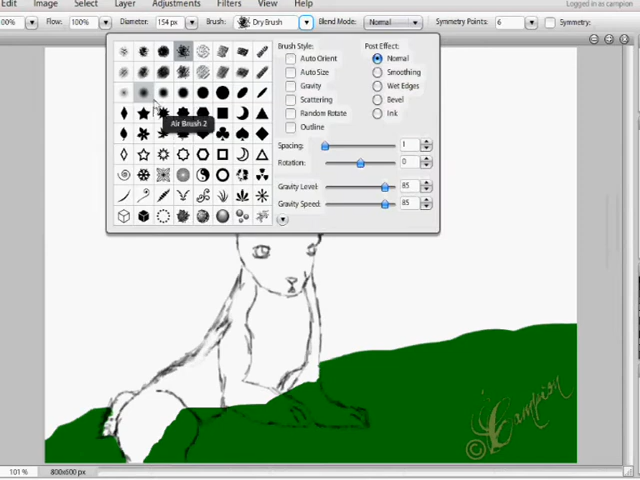 Logged in as campion
Edit Image Select Layer Adjustments Filters View Help
100% Flow: 100% Diameter: 154 px Brush: Dry Brush Blend Mode: Normal Symmetry Points: 6 Symmetry:
Brush Style: Post Effect:
Auto Orient Normal
Auto Size Smoothing
Gravity Wet Edges
Scattering Bevel
Random Rotate Ink
Outline
Air Brush 2
Spacing: 1
Rotation: 0
Gravity Level: 85
Gravity Speed: 85
© Campion
101% 800x600 px